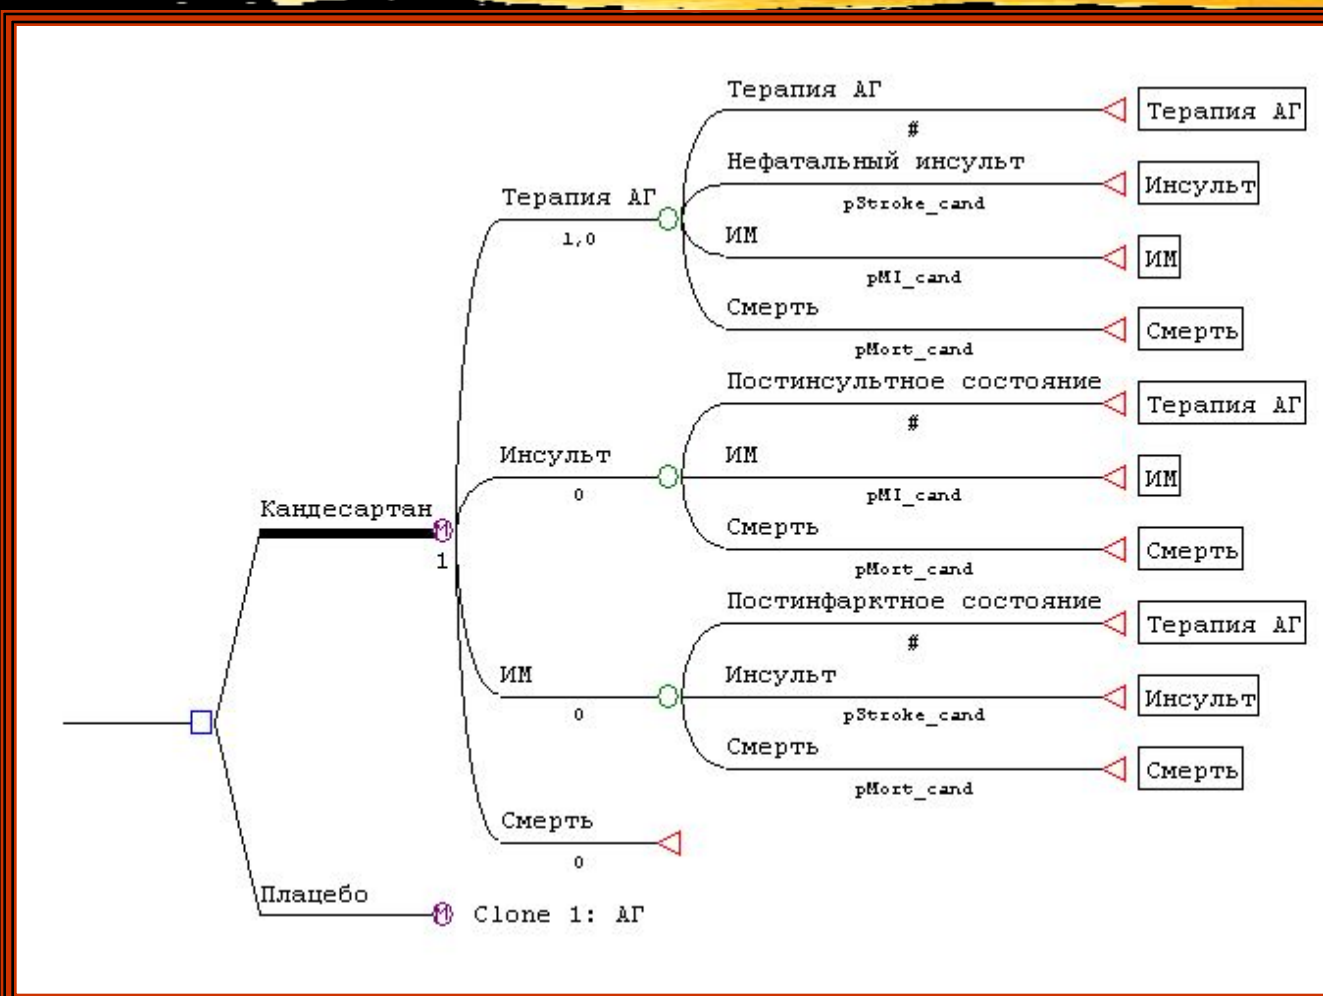 Терапия АГ
#
Терапия АГ
Нефатальный инсульт
pStroke_cand
Инсульт
Терапия АГ
1,0
ИМ
pMI_cand
ИМ
Смерть
pMort_cand
Смерть
Постинсультное состояние
#
Терапия АГ
Инсульт
0
ИМ
pMI_cand
ИМ
Кандесартан
M
1
Смерть
pMort_cand
Смерть
Постинфарктное состояние
#
Терапия АГ
ИМ
0
Инсульт
pStroke_cand
Инсульт
Смерть
pMort_cand
Смерть
Смерть
0
Плацебо
M Clone 1: АГ